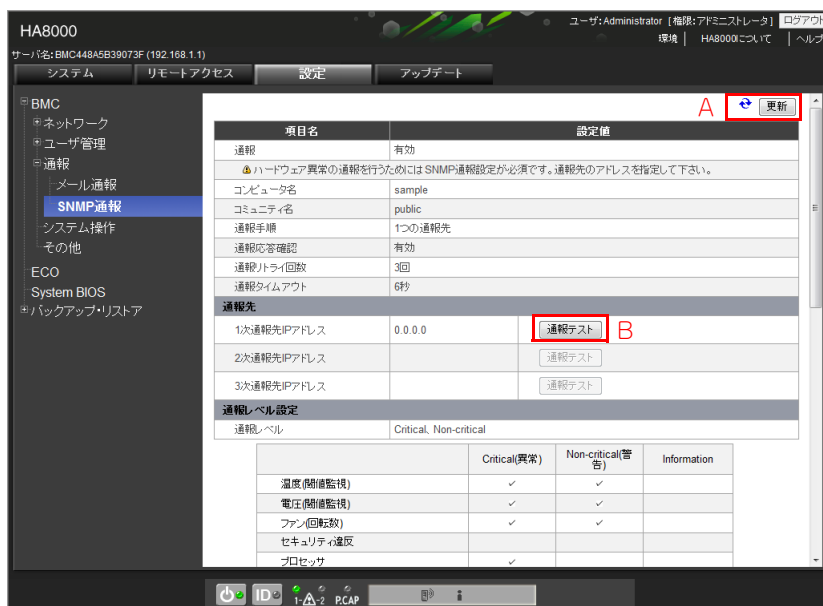 HA8000
ユーザ:Administrator [権限:アドミニストレータ] ログアウト
環境 | HA8000について | ヘルプ
サーバ名:BMC448A5B39073F (192.168.1.1)
システム リモートアクセス 設定 アップデート
BMC
ネットワーク
ユーザ管理
通報
メール通報
SNMP通報
システム操作
その他
ECO
System BIOS
バックアップ・リストア
A 更新
項目名 設定値
通報 有効
ハードウェア異常の通報を行うためにはSNMP通報設定が必須です。通報先のアドレスを指定して下さい。
コンピュータ名 sample
コミュニティ名 public
通報手順 1つの通報先
通報応答確認 有効
通報リトライ回数 3回
通報タイムアウト 6秒
通報先
1次通報先IPアドレス 0.0.0.0 通報テスト B
2次通報先IPアドレス 通報テスト
3次通報先IPアドレス 通報テスト
通報レベル設定
通報レベル Critical、Non-critical
Critical(異常) Non-critical(警告) Information
温度(閾値監視) ✓ ✓
電圧(閾値監視) ✓ ✓
ファン(回転数) ✓ ✓
セキュリティ違反
プロセッサ ✓
ID 1-2 P.CAP